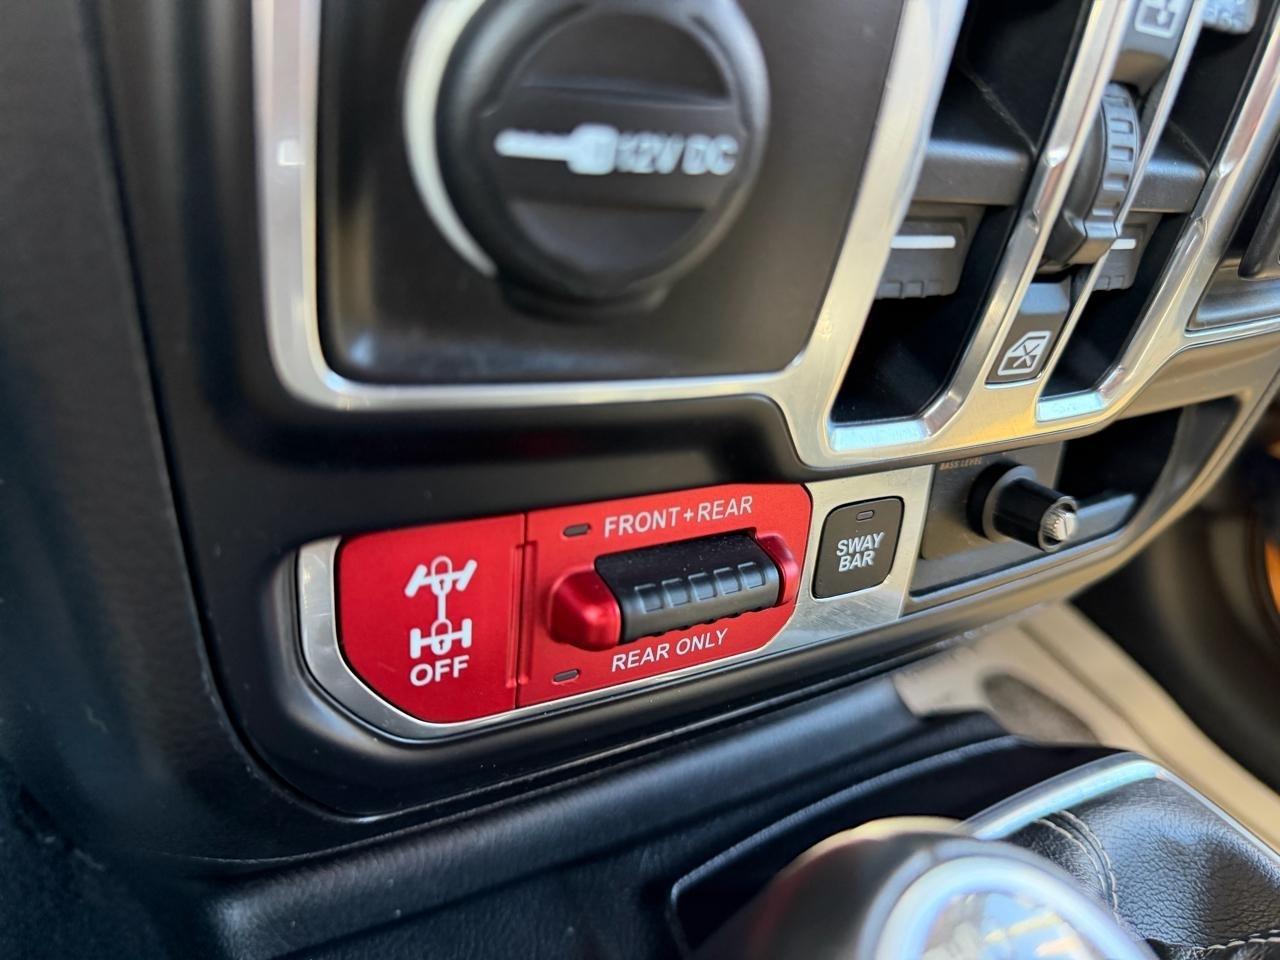 12V DC
BASS LEVEL
FRONT+REAR
SWAY
BAR
REAR ONLY
OFF